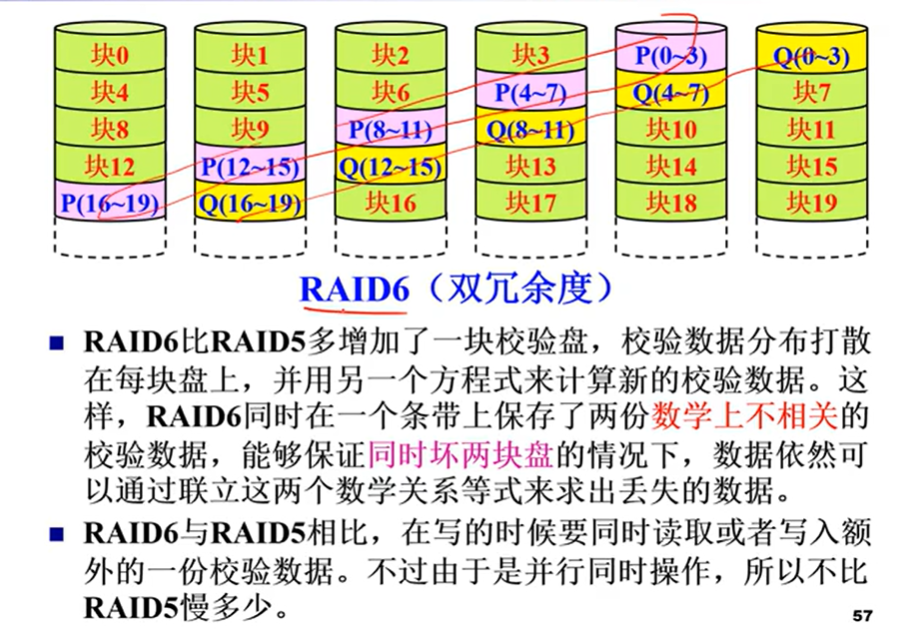 块0 块1 块2 块3 P(0~3) Q(0~3)
块4 块5 块6 P(4~7) Q(4~7) 块7
块8 块9 P(8~11) Q(8~11) 块10 块11
块12 P(12~15) Q(12~15) 块13 块14 块15
P(16~19) Q(16~19) 块16 块17 块18 块19
RAID6（双冗余度）
RAID6比RAID5多增加了一块校验盘，校验数据分布打散
在每块盘上，并用另一个方程式来计算新的校验数据。这
样，RAID6同时在一个条带上保存了两份数学上不相关的
校验数据，能够保证同时坏两块盘的情况下，数据依然可
以通过联立这两个数学关系等式来求出丢失的数据。
RAID6与RAID5相比，在写的时候要同时读取或者写入额
外的一份校验数据。不过由于是并行同时操作，所以不比
RAID5慢多少。
57